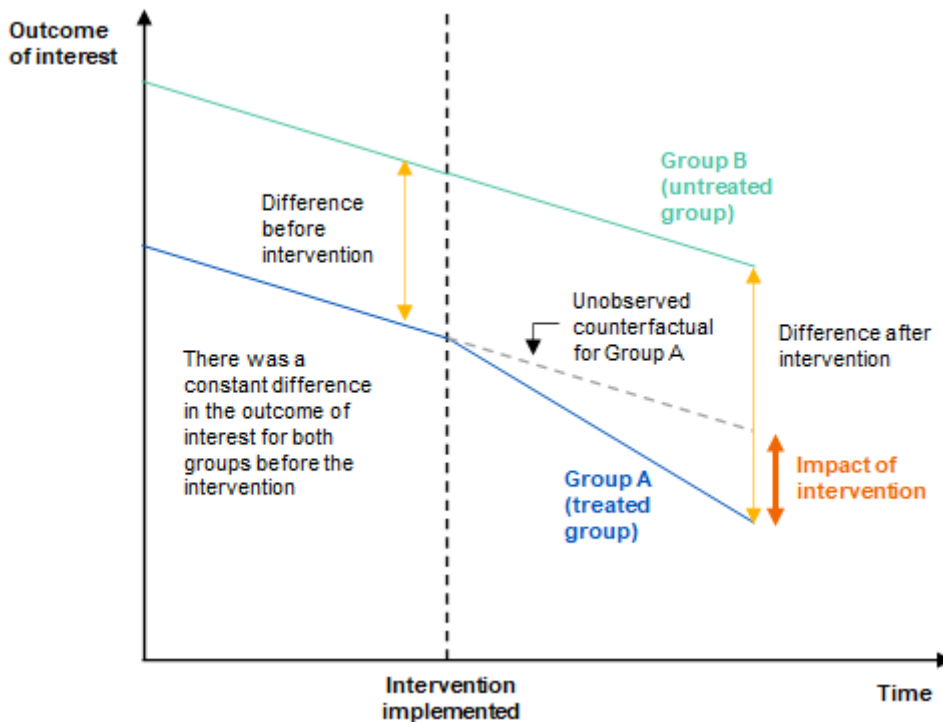 Outcome
of interest
Group B
(untreated
group)
Difference
before
intervention
Unobserved
counterfactual
for Group A
Difference after
intervention
There was a
constant difference
in the outcome of
interest for both
groups before the
intervention
Group A
(treated
group)
Impact of
intervention
Intervention
implemented
Time